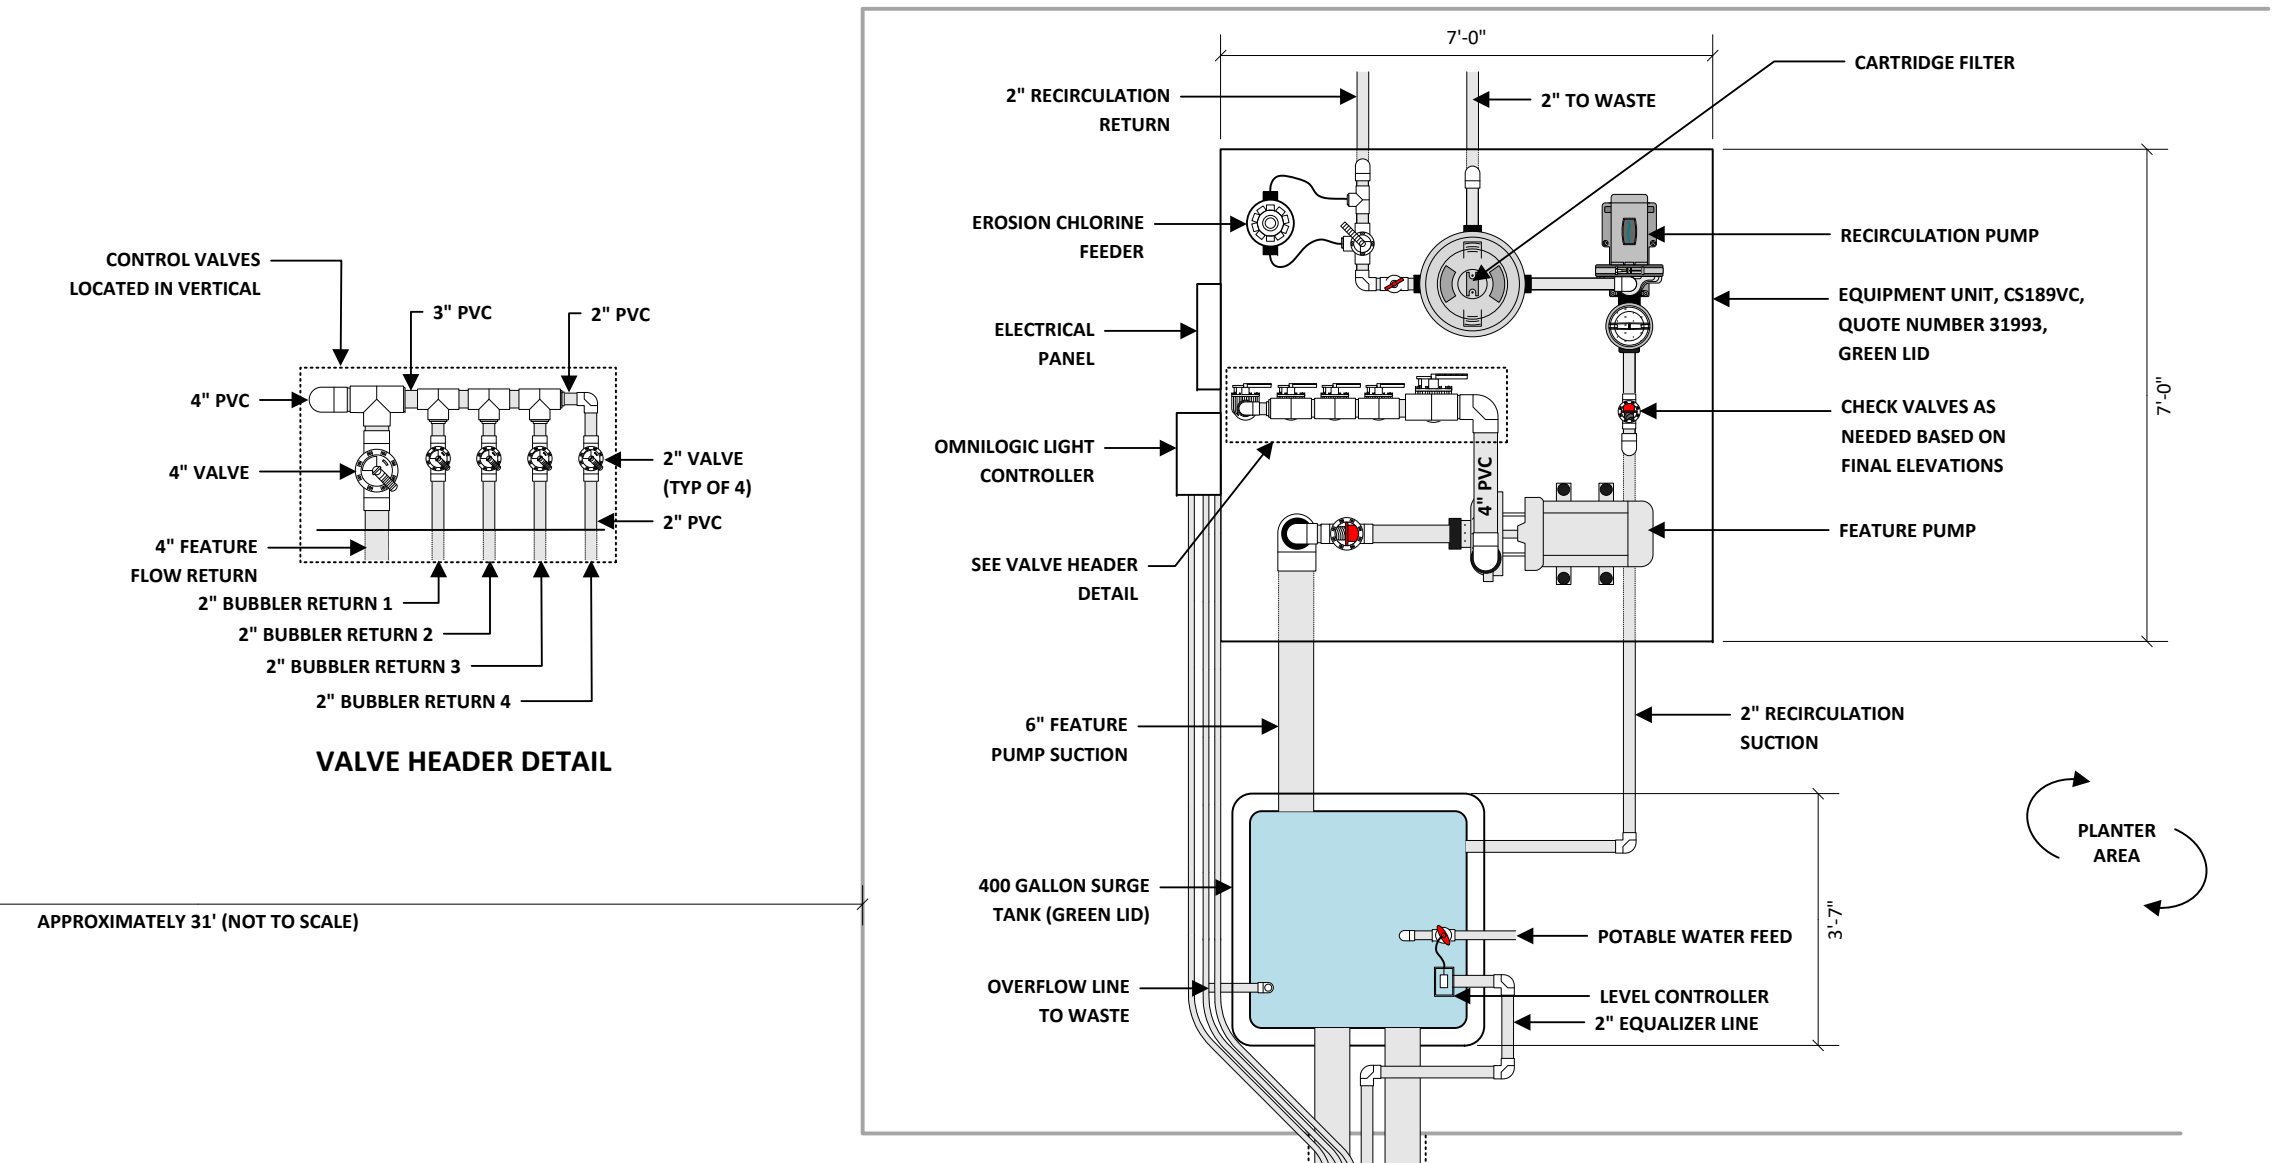 7'-0"
CARTRIDGE FILTER
2" RECIRCULATION
RETURN
2" TO WASTE
EROSION CHLORINE
FEEDER
RECIRCULATION PUMP
CONTROL VALVES
LOCATED IN VERTICAL
EQUIPMENT UNIT, CS189VC,
QUOTE NUMBER 31993,
GREEN LID
3" PVC
2" PVC
ELECTRICAL
PANEL
4" PVC
7'-0"
CHECK VALVES AS
NEEDED BASED ON
FINAL ELEVATIONS
OMNILOGIC LIGHT
CONTROLLER
4" VALVE
2" VALVE
(TYP OF 4)
4" PVC
2" PVC
FEATURE PUMP
4" FEATURE
FLOW RETURN
SEE VALVE HEADER
DETAIL
2" BUBBLER RETURN 1
2" BUBBLER RETURN 2
2" BUBBLER RETURN 3
2" BUBBLER RETURN 4
VALVE HEADER DETAIL
6" FEATURE
PUMP SUCTION
2" RECIRCULATION
SUCTION
PLANTER
AREA
400 GALLON SURGE
TANK (GREEN LID)
APPROXIMATELY 31' (NOT TO SCALE)
3'-7"
POTABLE WATER FEED
OVERFLOW LINE
TO WASTE
LEVEL CONTROLLER
2" EQUALIZER LINE